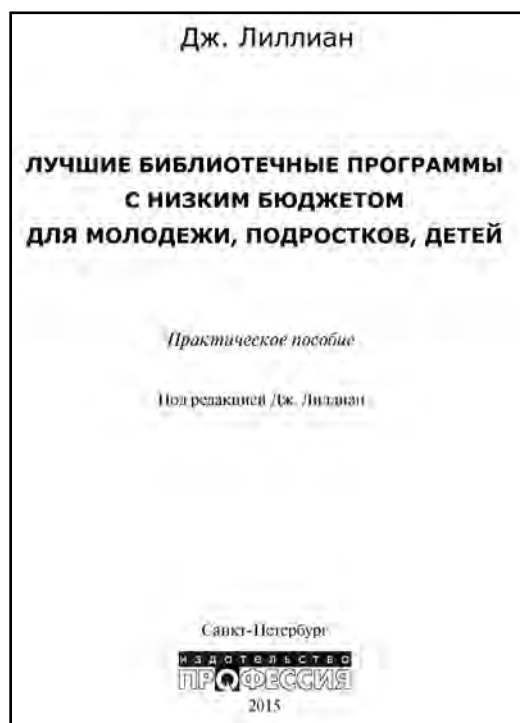 Дж. Лиллиан
ЛУЧШИЕ БИБЛИОТЕЧНЫЕ ПРОГРАММЫ
С НИЗКИМ БЮДЖЕТОМ
ДЛЯ МОЛОДЕЖИ, ПОДРОСТКОВ, ДЕТЕЙ
Практическое пособие
Под редакцией Дж. Лиллиан
Санкт-Петербург
издательство
ПРОФЕССИЯ
2015